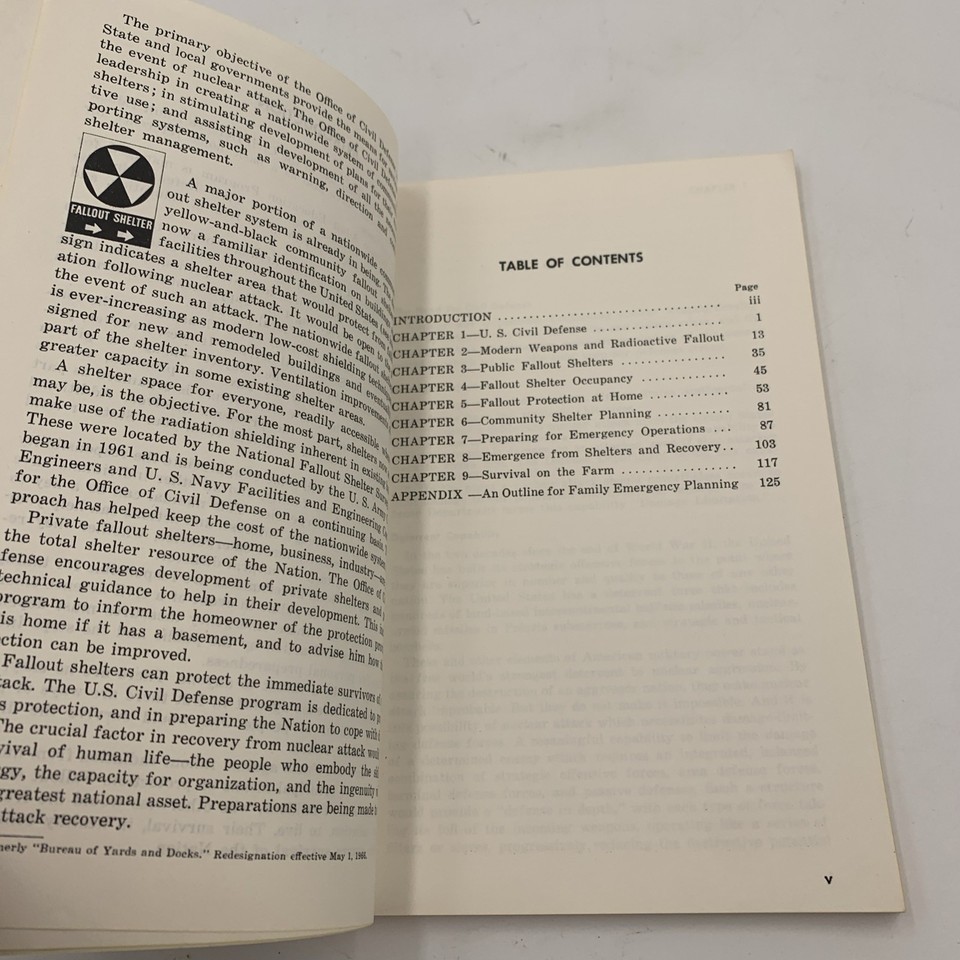 The primary objective of the Office of Civil
State and local governments provide the means for
the event of nuclear attack. The Office of Civil
leadership in creating a nationwide system of
shelters; in stimulating development of plans for
tive use; and assisting in development of all the
porting systems, such as warning, direction and
shelter management.
FALLOUT SHELTER
A major portion of a nationwide
out shelter system is already in being. The
yellow-and-black community fallout
now a familiar identification on buildings
facilities throughout the United States
sign indicates a shelter area that would protect from
ation following nuclear attack. It would be open to
the event of such an attack. The nationwide fallout
is ever-increasing as modern low-cost shielding
signed for new and remodeled buildings and
part of the shelter inventory. Ventilation improvements
greater capacity in some existing shelter areas.
A shelter space for everyone, readily accessible
may be, is the objective. For the most part, shelters
make use of the radiation shielding inherent in existing
These were located by the National Fallout Shelter
began in 1961 and is being conducted by the U. S. Army
Engineers and U. S. Navy Facilities and Engineering
for the Office of Civil Defense on a continuing basis.
proach has helped keep the cost of the nationwide
Private fallout shelters—home, business, industry—
the total shelter resource of the Nation. The Office of
fense encourages development of private shelters and
technical guidance to help in their development. This
program to inform the homeowner of the protection
is home if it has a basement, and to advise him how
ction can be improved.
Fallout shelters can protect the immediate survivors
tack. The U.S. Civil Defense program is dedicated to
s protection, and in preparing the Nation to cope with
The crucial factor in recovery from nuclear attack
vival of human life—the people who embody the
gy, the capacity for organization, and the ingenuity
greatest national asset. Preparations are being made
ttack recovery.
merly "Bureau of Yards and Docks." Redesignation effective May 1, 1966.
TABLE OF CONTENTS
Page
INTRODUCTION ................................ iii
CHAPTER 1—U. S. Civil Defense .................... 1
CHAPTER 2—Modern Weapons and Radioactive Fallout 13
CHAPTER 3—Public Fallout Shelters ................ 35
CHAPTER 4—Fallout Shelter Occupancy ............. 45
CHAPTER 5—Fallout Protection at Home ............ 53
CHAPTER 6—Community Shelter Planning ........... 81
CHAPTER 7—Preparing for Emergency Operations ... 87
CHAPTER 8—Emergence from Shelters and Recovery.. 103
CHAPTER 9—Survival on the Farm ................. 117
APPENDIX —An Outline for Family Emergency Planning 125
V